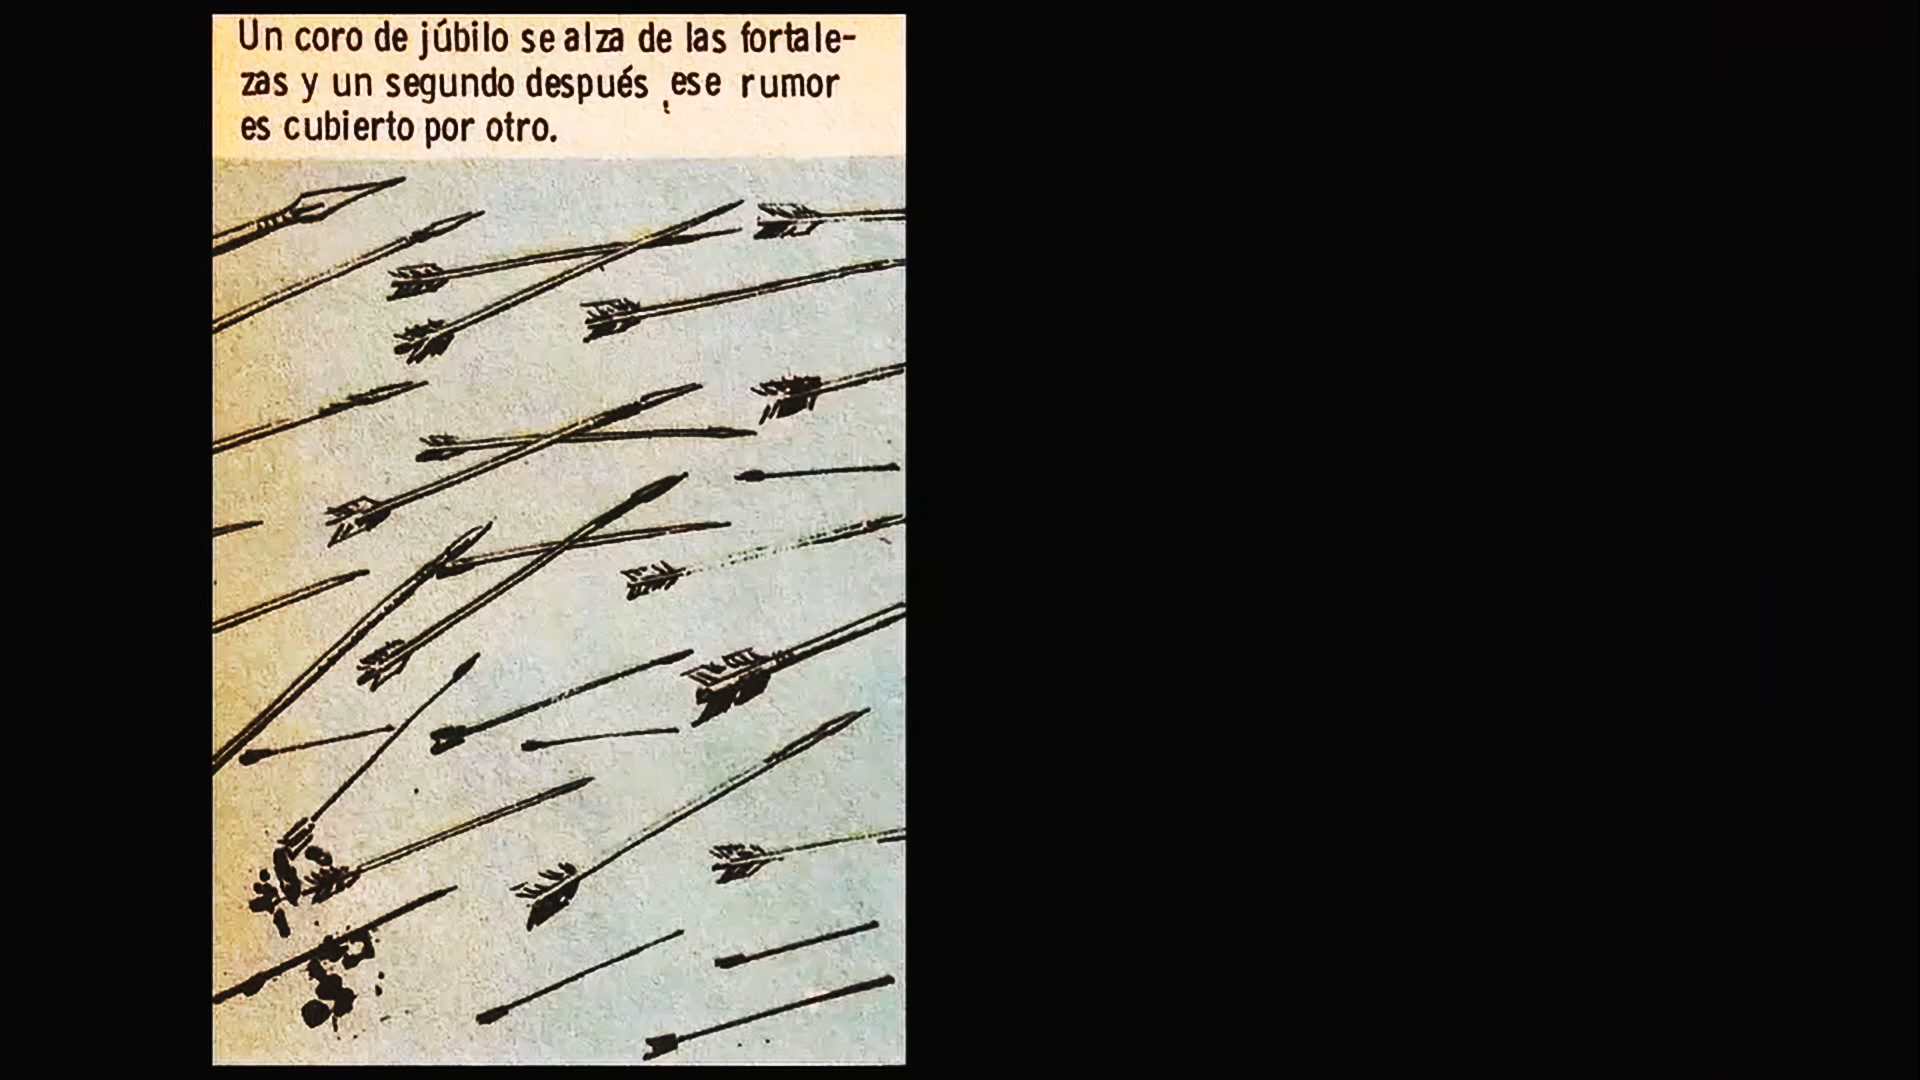 Un coro de júbilo se alza de las fortale-
zas y un segundo después ese rumor
es cubierto por otro.